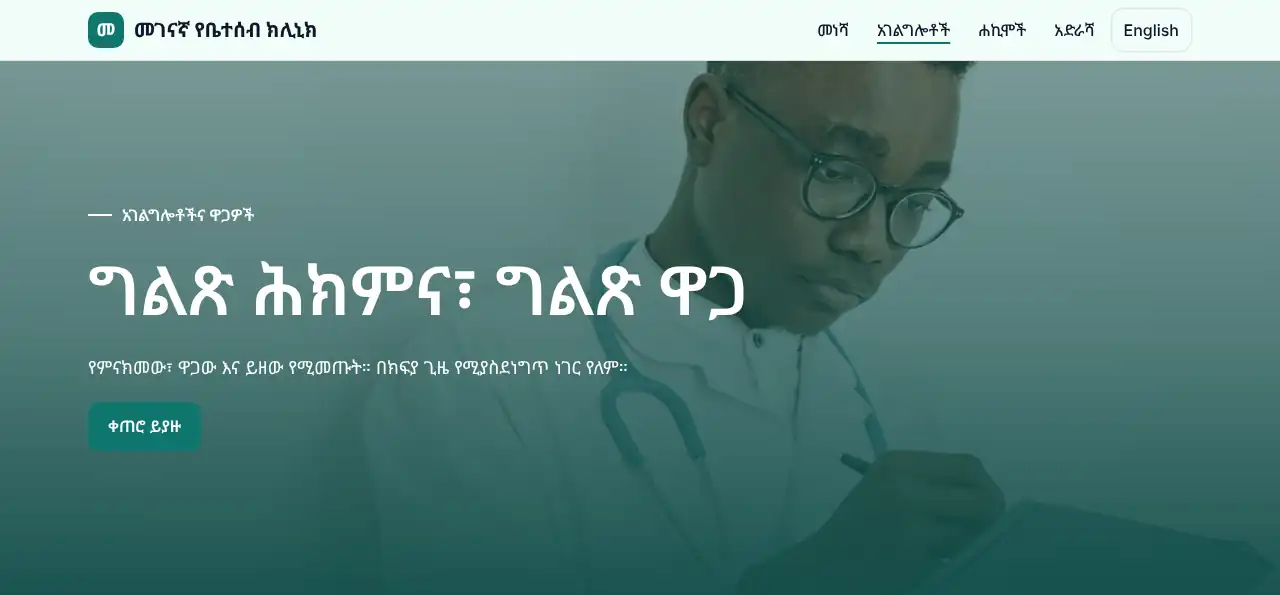 መ መገናኛ የቤተሰብ ክሊኒክ
መነሻ አገልግሎቶች ሐኪሞች አድራሻ English
አገልግሎቶችና ዋጋዎች
ግልጽ ሕክምና፣ ግልጽ ዋጋ
የምናክመው፣ ዋጋው እና ይዘው የሚመጡት። በክፍያ ጊዜ የሚያስደነግጥ ነገር የለም።
ቀጠሮ ይያዙ